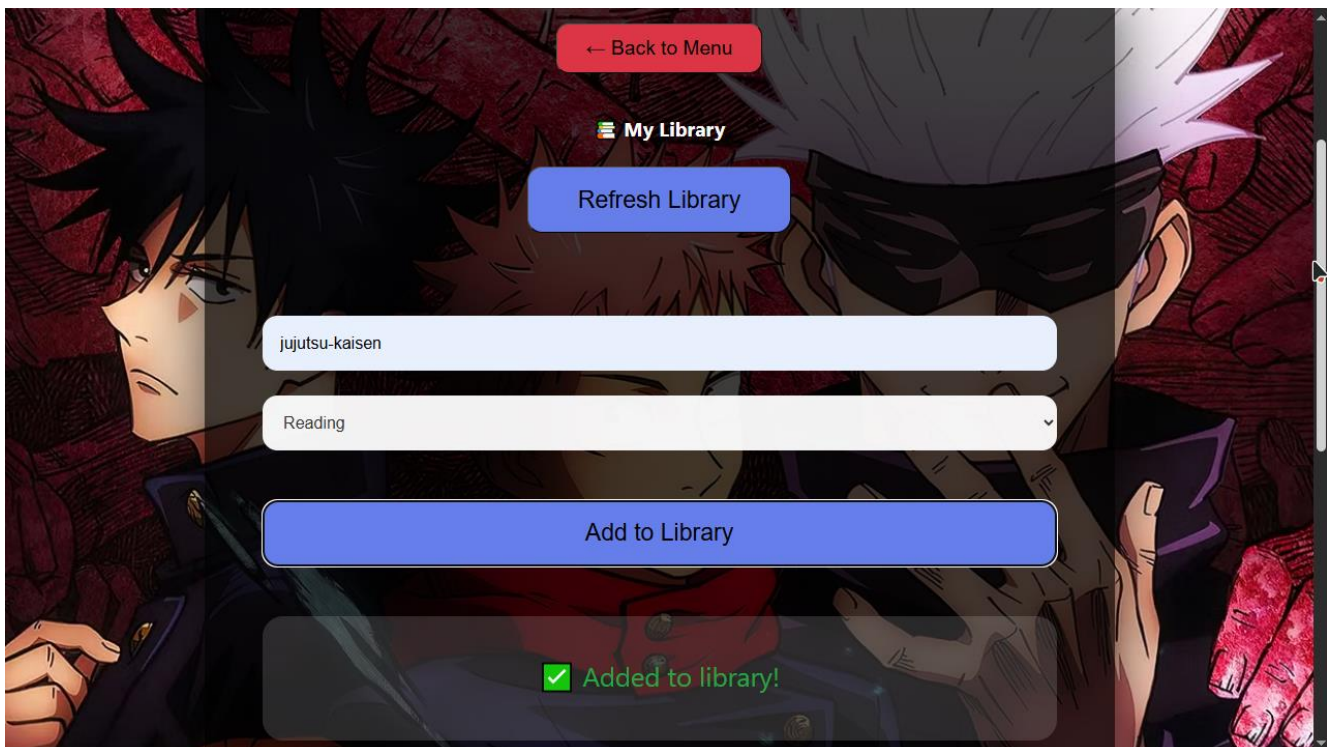 ← Back to Menu
📚 My Library
Refresh Library
jujutsu-kaisen
Reading
Add to Library
✅ Added to library!